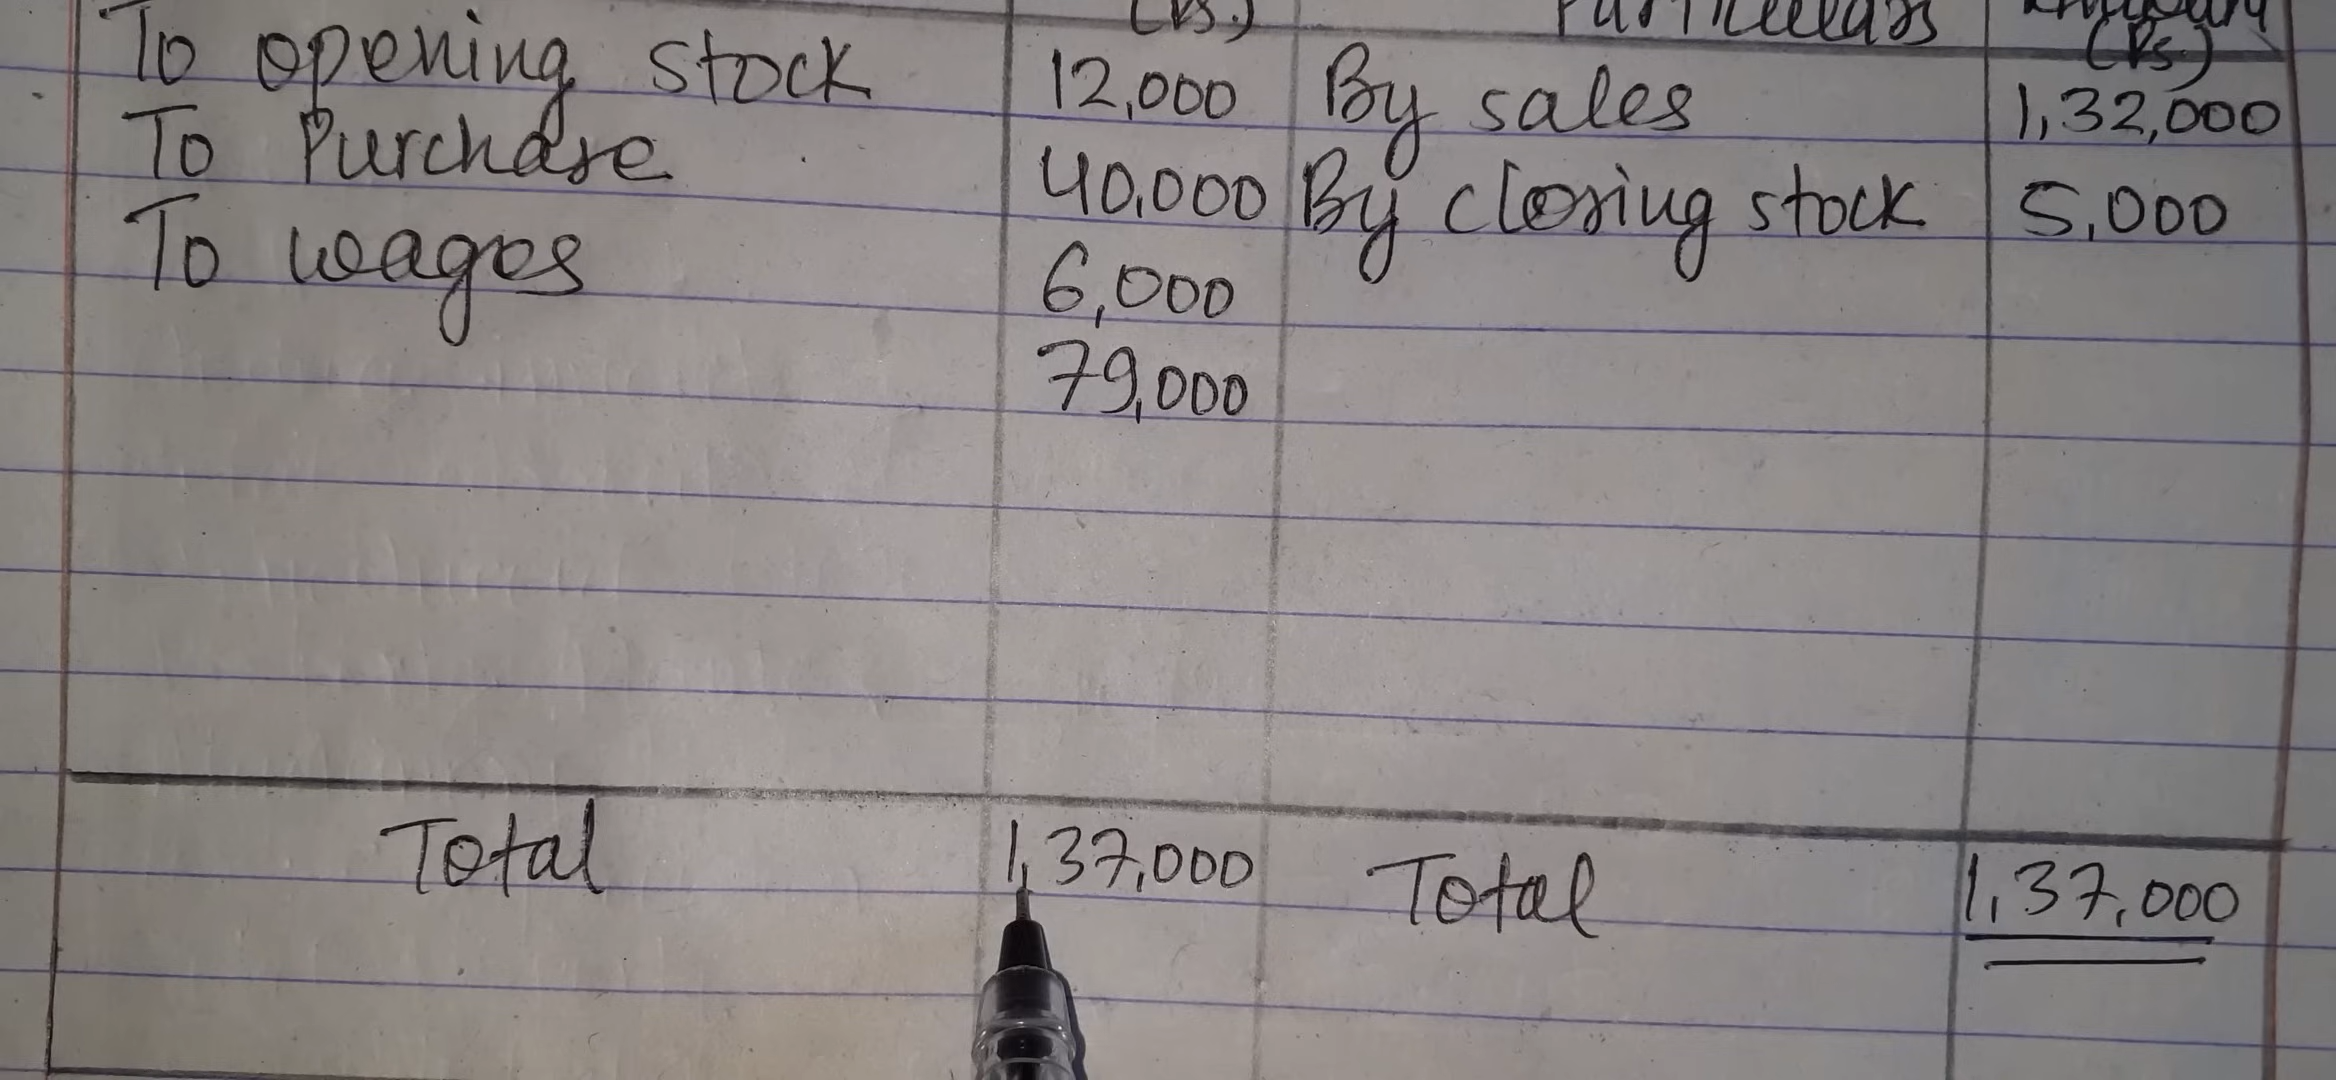 (Rs.) Particulars Amount (Rs.)
To opening stock 12,000 By sales 1,32,000
To Purchase 40,000 By closing stock 5,000
To wages 6,000
79,000
Total 1,37,000 Total 1,37,000